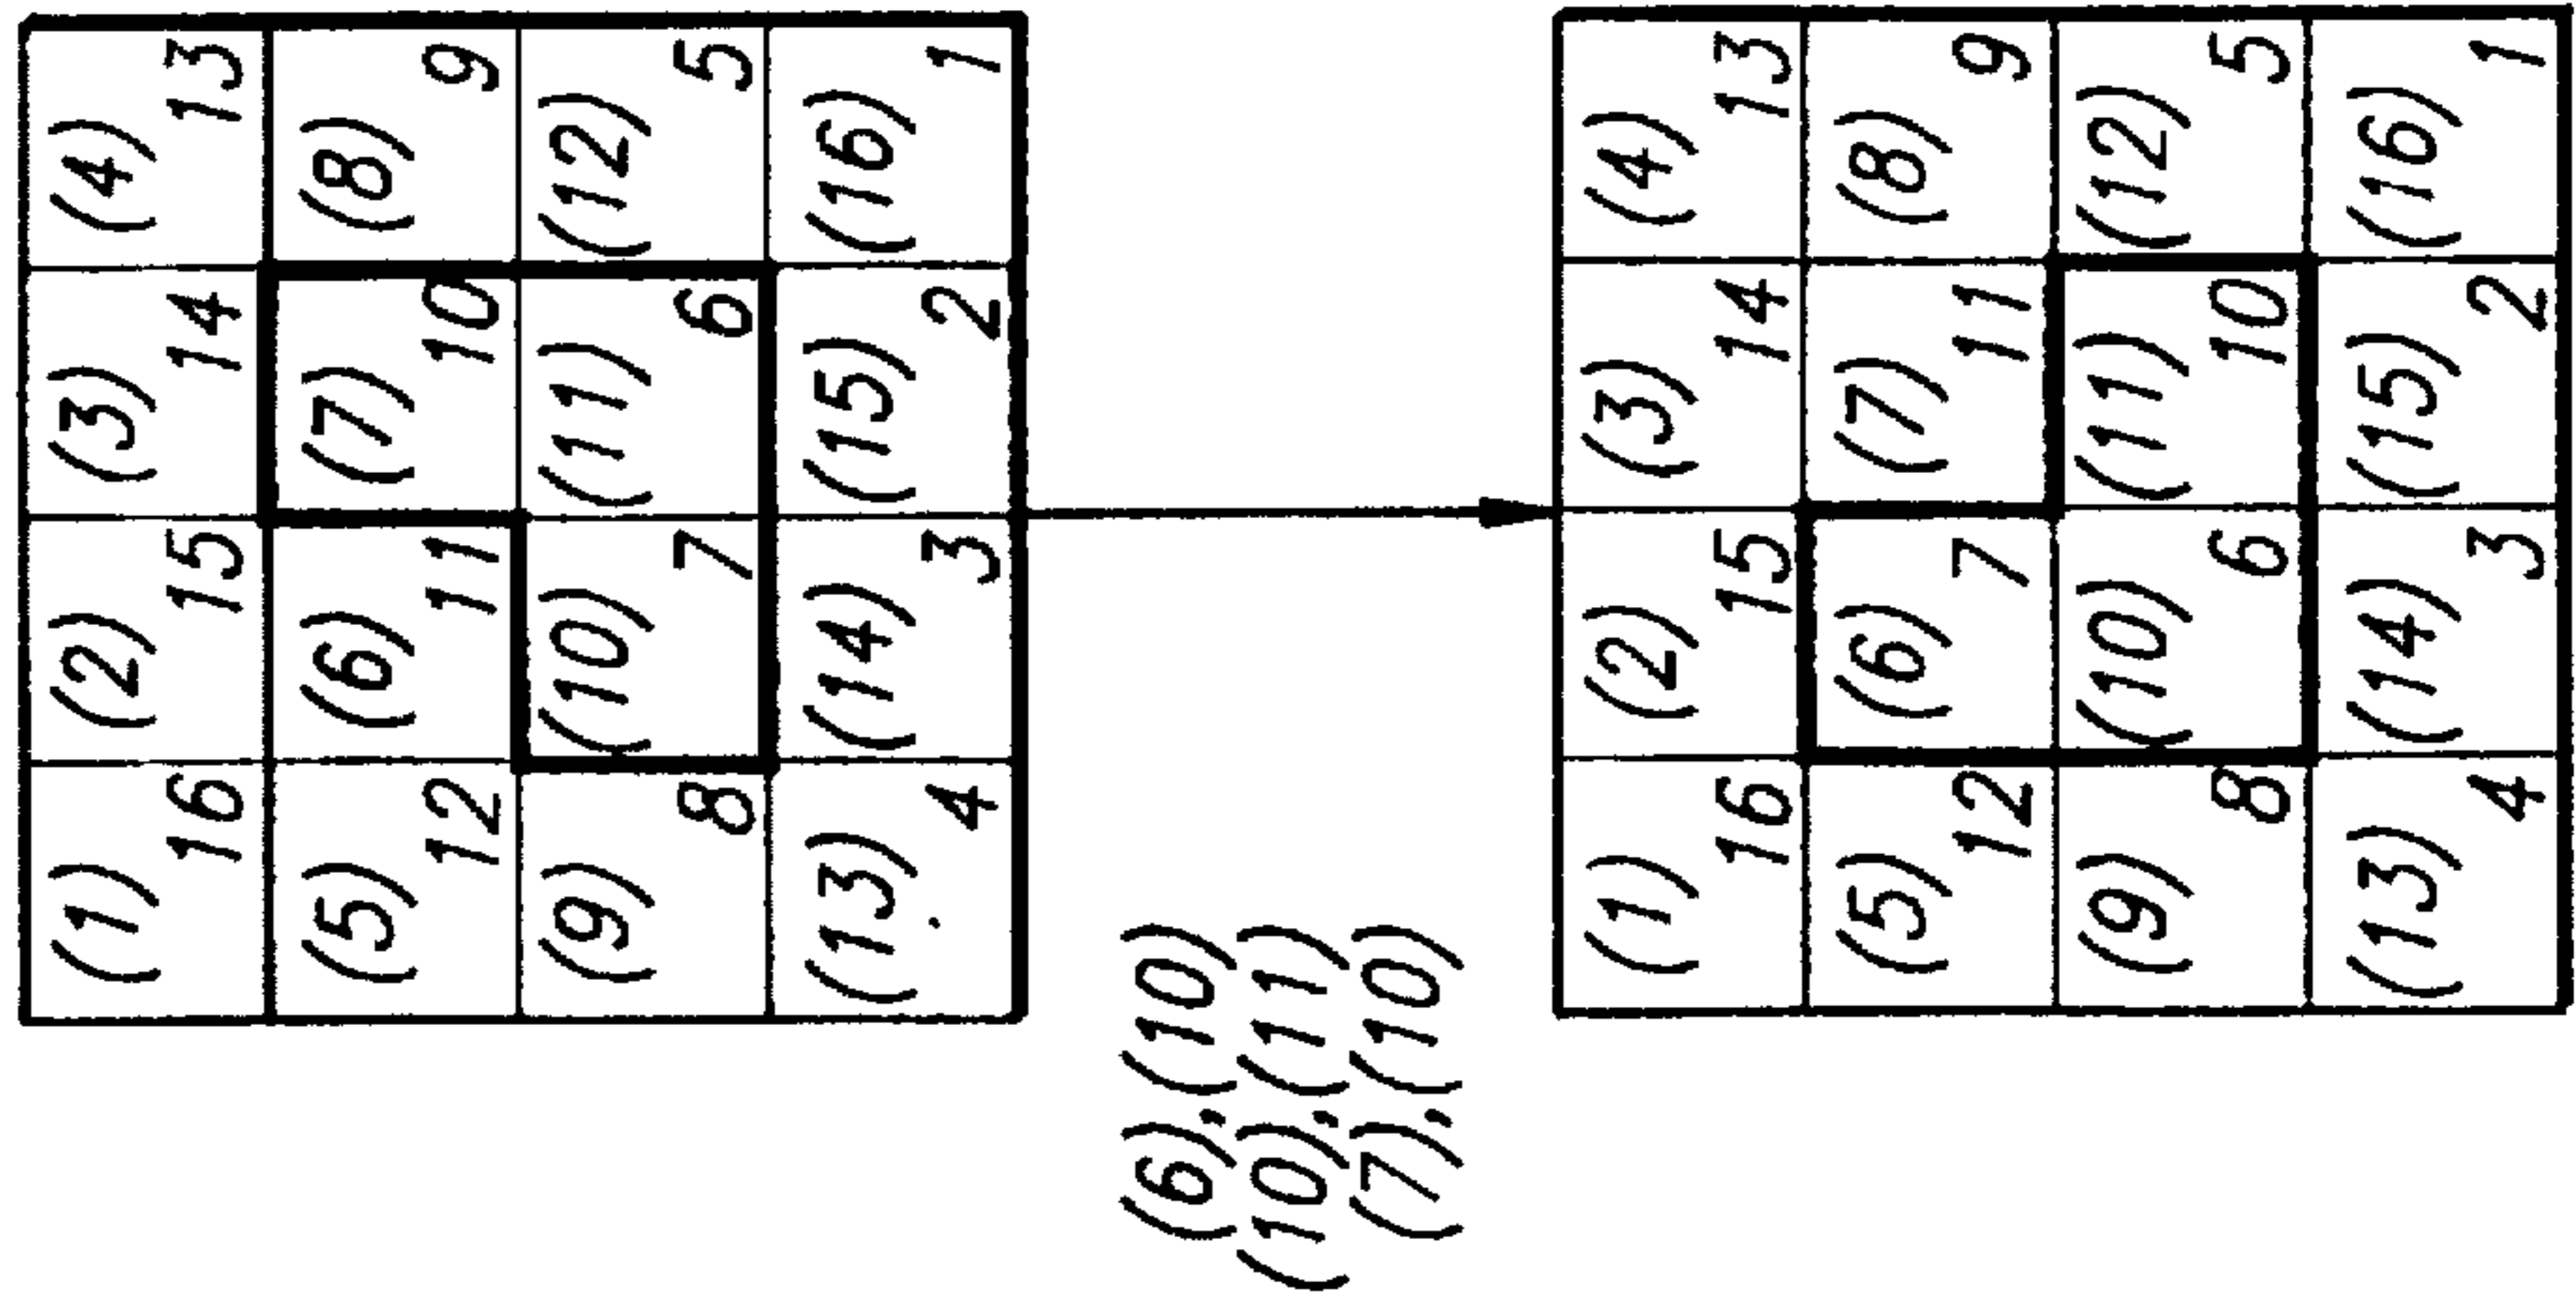 (1) (2) (3) (4)
16 15 14 13
(5) (6) (7) (8)
12 11 10 9
(9) (10) (11) (12)
8 7 6 5
(13) (14) (15) (16)
4 3 2 1
(6),(10)
(10),(11)
(7),(10)
(1) (2) (3) (4)
16 15 14 13
(5) (6) (7) (8)
12 7 11 9
(9) (10) (11) (12)
8 6 10 5
(13) (14) (15) (16)
4 3 2 1